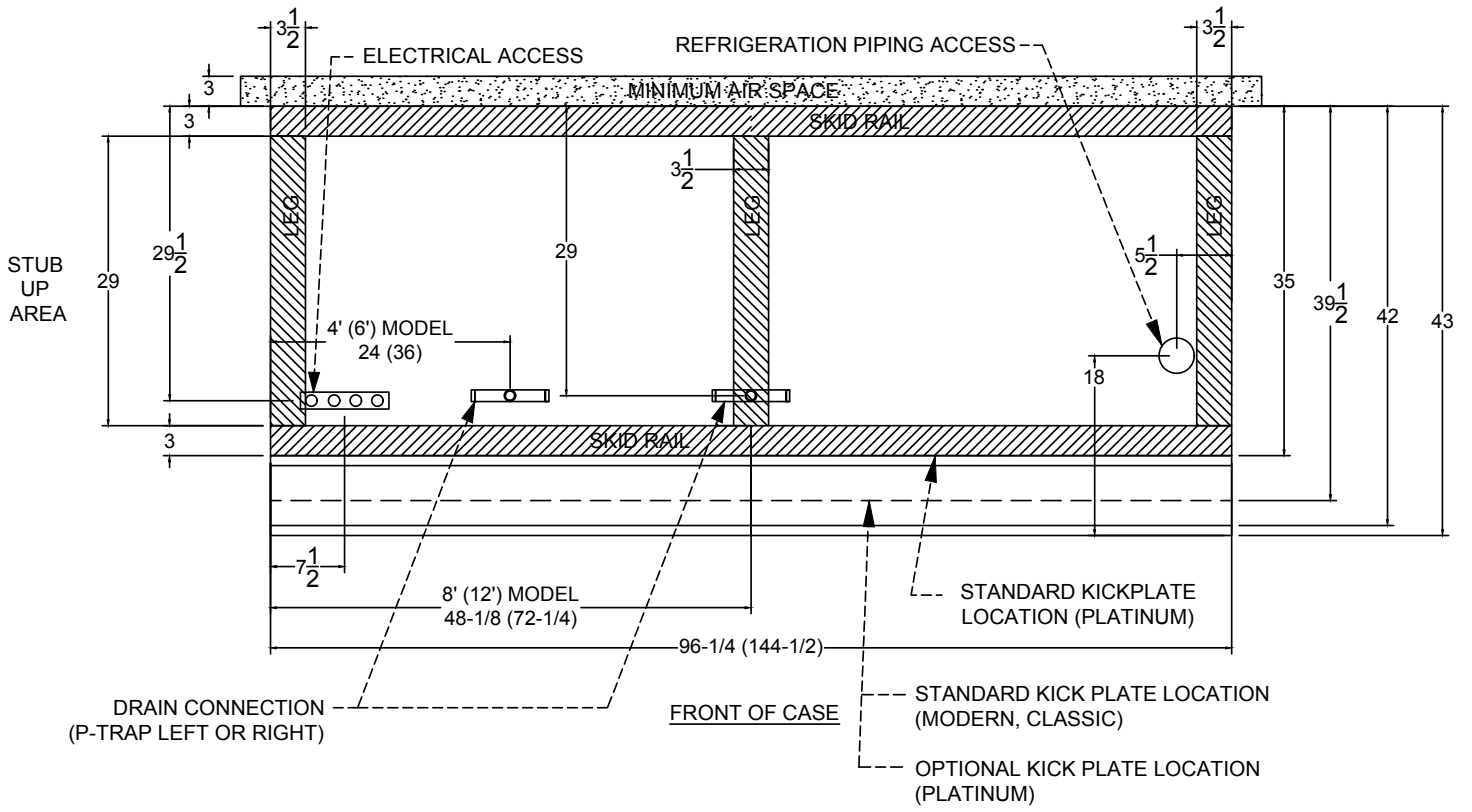 3 1/2
3 1/2
ELECTRICAL ACCESS
REFRIGERATION PIPING ACCESS
3
MINIMUM AIR SPACE
3
SKID RAIL
3 1/2
LEG
LEG
LEG
29 1/2
29
5 1/2
STUB
UP
AREA
29
35
39 1/2
42
43
4' (6') MODEL
24 (36)
18
3
SKID RAIL
7 1/2
8' (12') MODEL
48-1/8 (72-1/4)
STANDARD KICKPLATE
LOCATION (PLATINUM)
96-1/4 (144-1/2)
DRAIN CONNECTION
(P-TRAP LEFT OR RIGHT)
FRONT OF CASE
STANDARD KICK PLATE LOCATION
(MODERN, CLASSIC)
OPTIONAL KICK PLATE LOCATION
(PLATINUM)